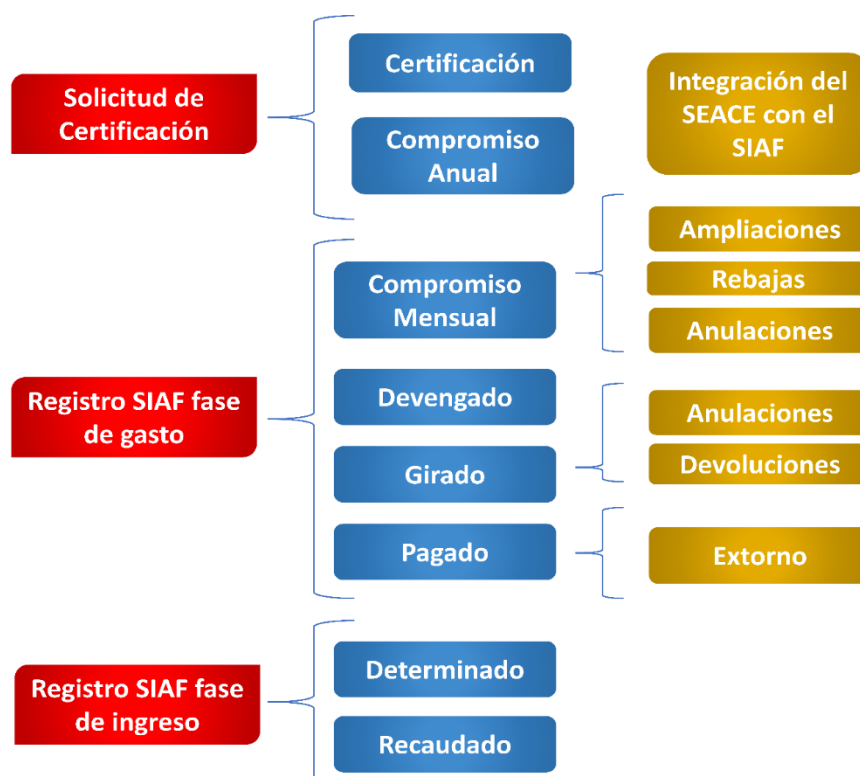 Solicitud de
Certificación
Certificación
Compromiso
Anual
Integración del
SEACE con el
SIAF
Registro SIAF fase
de gasto
Compromiso
Mensual
Ampliaciones
Rebajas
Anulaciones
Devengado
Girado
Anulaciones
Devoluciones
Pagado
Extorno
Registro SIAF fase
de ingreso
Determinado
Recaudado